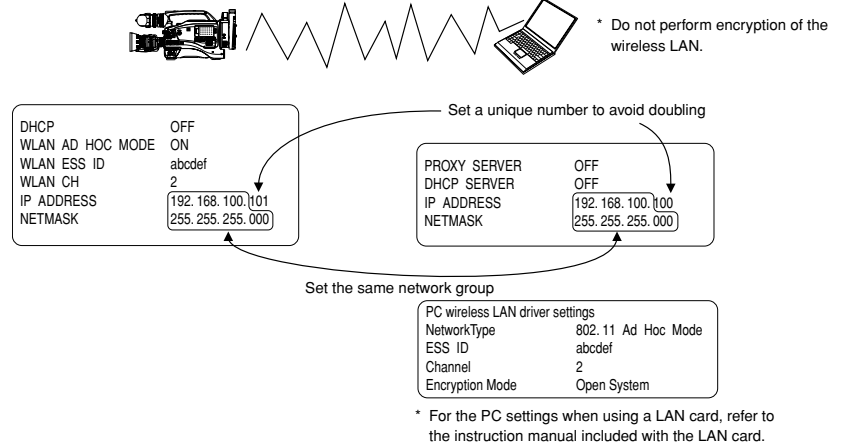 * Do not perform encryption of the
wireless LAN.
Set a unique number to avoid doubling
DHCP OFF
WLAN AD HOC MODE ON
WLAN ESS ID abcdef
WLAN CH 2
IP ADDRESS 192. 168. 100. 101
NETMASK 255. 255. 255. 000
PROXY SERVER OFF
DHCP SERVER OFF
IP ADDRESS 192. 168. 100. 100
NETMASK 255. 255. 255. 000
Set the same network group
PC wireless LAN driver settings
NetworkType 802. 11 Ad Hoc Mode
ESS ID abcdef
Channel 2
Encryption Mode Open System
* For the PC settings when using a LAN card, refer to
the instruction manual included with the LAN card.